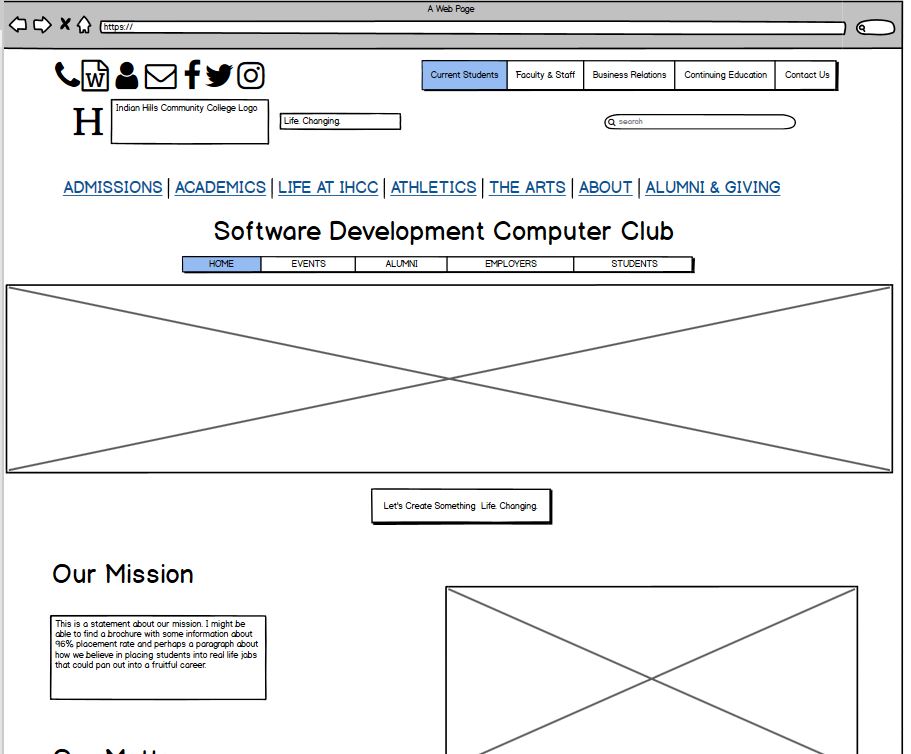 A Web Page
https://
W
Current Students Faculty & Staff Business Relations Continuing Education Contact Us
H
Indian Hills Community College Logo
Life. Changing.
search
ADMISSIONS | ACADEMICS | LIFE AT IHCC | ATHLETICS | THE ARTS | ABOUT | ALUMNI & GIVING
Software Development Computer Club
HOME EVENTS ALUMNI EMPLOYERS STUDENTS
Let's Create Something Life. Changing.
Our Mission
This is a statement about our mission. I might be
able to find a brochure with some information about
96% placement rate and perhaps a paragraph about
how we believe in placing students into real life jobs
that could pan out into a fruitful career.